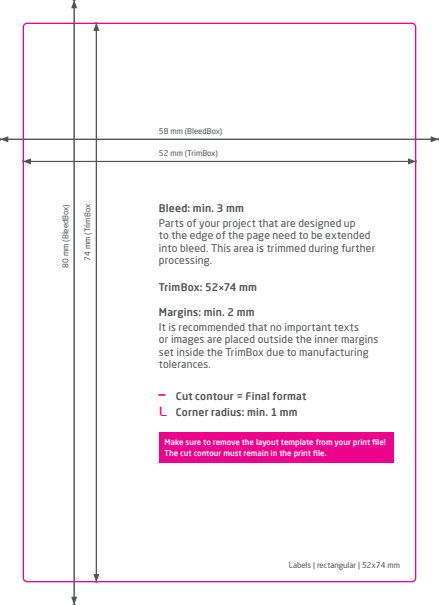 58 mm (BleedBox)
52 mm (TrimBox)
80 mm (BleedBox)
74 mm (TrimBox
Bleed: min. 3 mm
Parts of your project that are designed up
to the edge of the page need to be extended
into bleed. This area is trimmed during further
processing.
TrimBox: 52×74 mm
Margins: min. 2 mm
It is recommended that no important texts
or images are placed outside the inner margins
set inside the TrimBox due to manufacturing
tolerances.
Cut contour = Final format
Corner radius: min. 1 mm
Make sure to remove the layout template from your print file!
The cut contour must remain in the print file.
Labels | rectangular | 52x74 mm